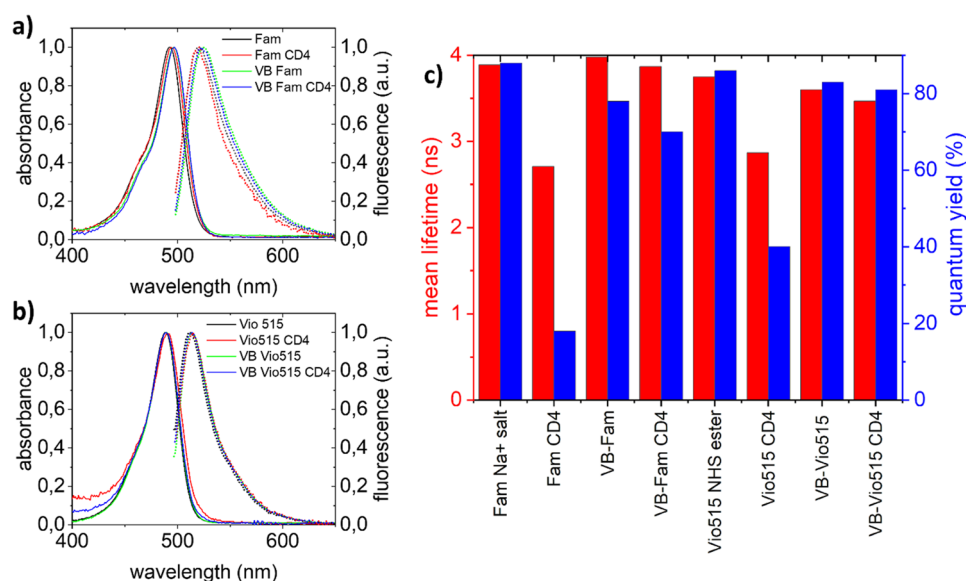 a)
1,0
0,8
0,6
0,4
0,2
0,0
absorbance
400
500
600
wavelength (nm)
1,0
0,8
0,6
0,4
0,2
0,0
fluorescence (a.u.)
Fam
Fam CD4
VB Fam
VB Fam CD4
b)
1,0
0,8
0,6
0,4
0,2
0,0
absorbance
400
500
600
wavelength (nm)
1,0
0,8
0,6
0,4
0,2
0,0
fluorescence (a.u.)
Vio 515
Vio515 CD4
VB Vio515
VB Vio515 CD4
c)
4
3
2
1
0
mean lifetime (ns)
80
60
40
20
0
quantum yield (%)
Fam Na+ salt
Fam CD4
VB-Fam
VB-Fam CD4
Vio515 NHS ester
Vio515 CD4
VB-Vio515
VB-Vio515 CD4